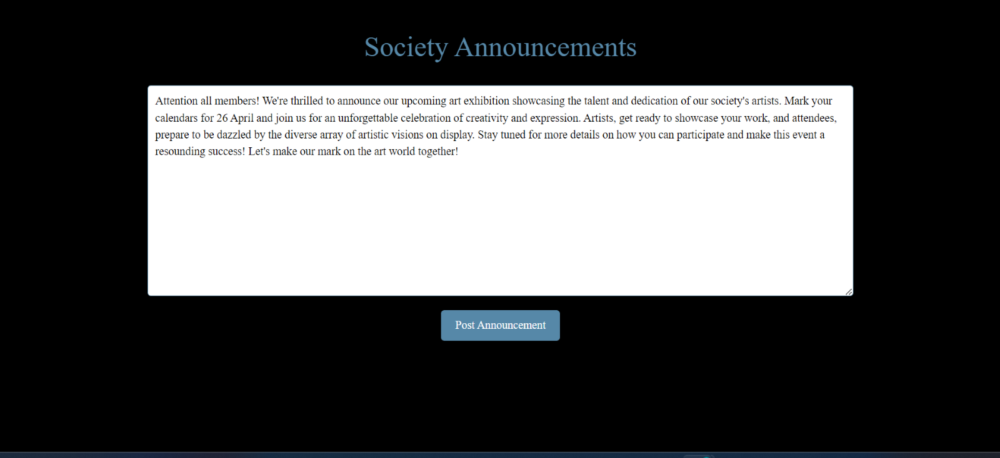 Society Announcements
Attention all members! We're thrilled to announce our upcoming art exhibition showcasing the talent and dedication of our society's artists. Mark your
calendars for 26 April and join us for an unforgettable celebration of creativity and expression. Artists, get ready to showcase your work, and attendees,
prepare to be dazzled by the diverse array of artistic visions on display. Stay tuned for more details on how you can participate and make this event a
resounding success! Let's make our mark on the art world together!
Post Announcement